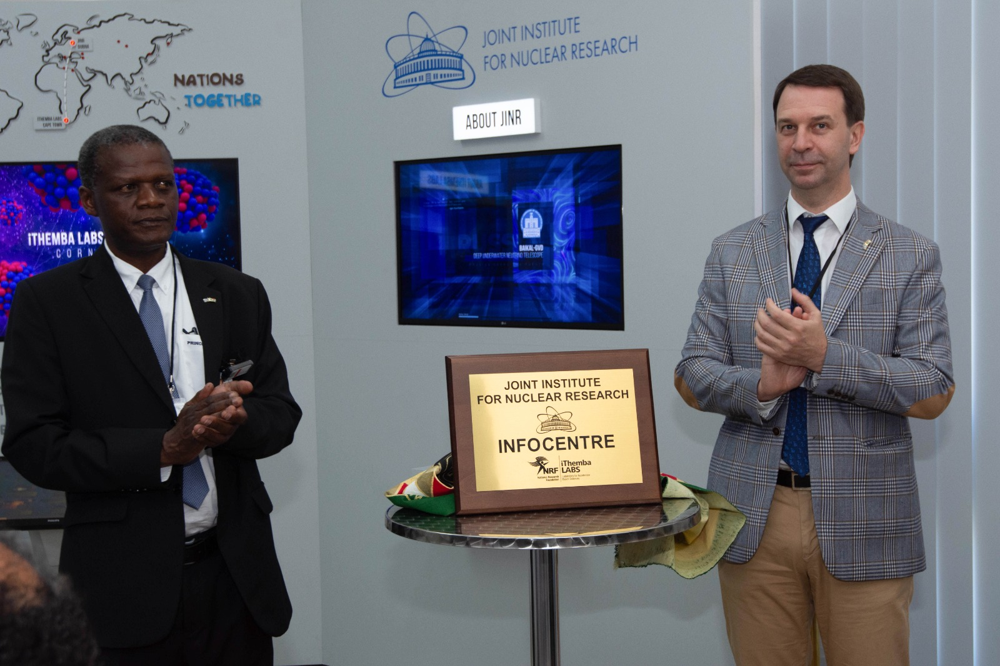 JINR
DUBNA
NATIONS
TOGETHER
ITHEMBA LABS
CAPE TOWN
JOINT INSTITUTE
FOR NUCLEAR RESEARCH
ABOUT JINR
iTHEMBA LABS
CORN
BAIKAL-GVD
DEEP UNDERWATER NEUTRINO TELESCOPE
LG
PRINC
JOINT INSTITUTE
FOR NUCLEAR RESEARCH
INFOCENTRE
NRF
National Research
Foundation
iThemba
LABS
Laboratory for Accelerator
Based Sciences
PHILIPS